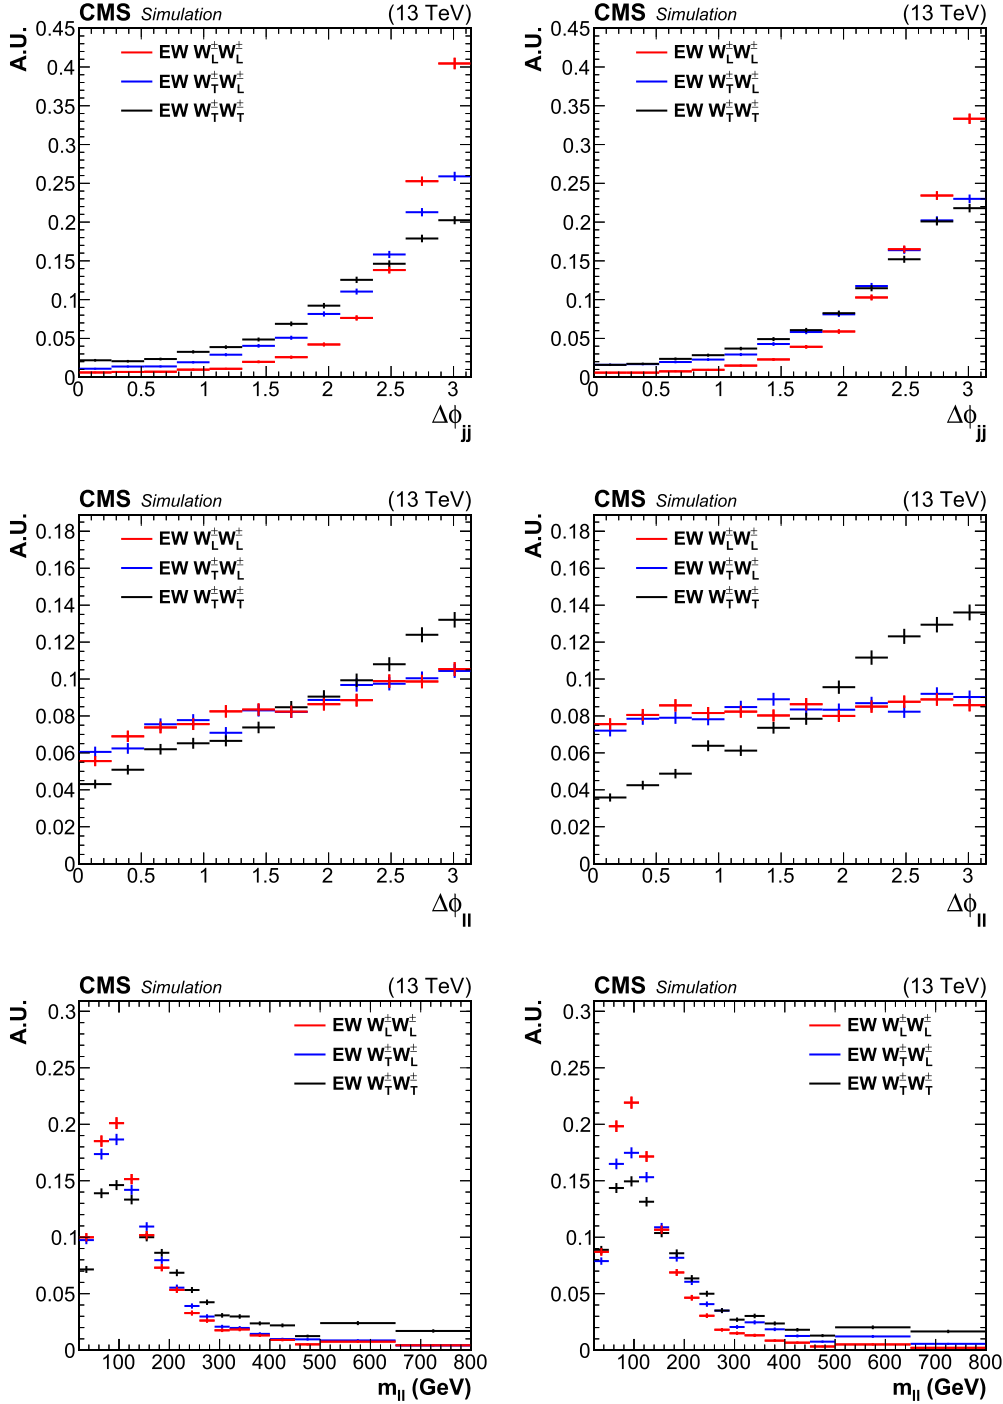 CMS Simulation (13 TeV)
A.U.
0.45
0.4
0.35
0.3
0.25
0.2
0.15
0.1
0.05
0
EW W±LW±L
EW W±TW±L
EW W±TW±T
0 0.5 1 1.5 2 2.5 3
Δϕjj
CMS Simulation (13 TeV)
A.U.
0.45
0.4
0.35
0.3
0.25
0.2
0.15
0.1
0.05
0
EW W±LW±L
EW W±TW±L
EW W±TW±T
0 0.5 1 1.5 2 2.5 3
Δϕjj
CMS Simulation (13 TeV)
A.U.
0.18
0.16
0.14
0.12
0.1
0.08
0.06
0.04
0.02
0
EW W±LW±L
EW W±TW±L
EW W±TW±T
0 0.5 1 1.5 2 2.5 3
Δϕll
CMS Simulation (13 TeV)
A.U.
0.18
0.16
0.14
0.12
0.1
0.08
0.06
0.04
0.02
0
EW W±LW±L
EW W±TW±L
EW W±TW±T
0 0.5 1 1.5 2 2.5 3
Δϕll
CMS Simulation (13 TeV)
A.U.
0.3
0.25
0.2
0.15
0.1
0.05
0
EW W±LW±L
EW W±TW±L
EW W±TW±T
100 200 300 400 500 600 700 800
mll (GeV)
CMS Simulation (13 TeV)
A.U.
0.3
0.25
0.2
0.15
0.1
0.05
0
EW W±LW±L
EW W±TW±L
EW W±TW±T
100 200 300 400 500 600 700 800
mll (GeV)